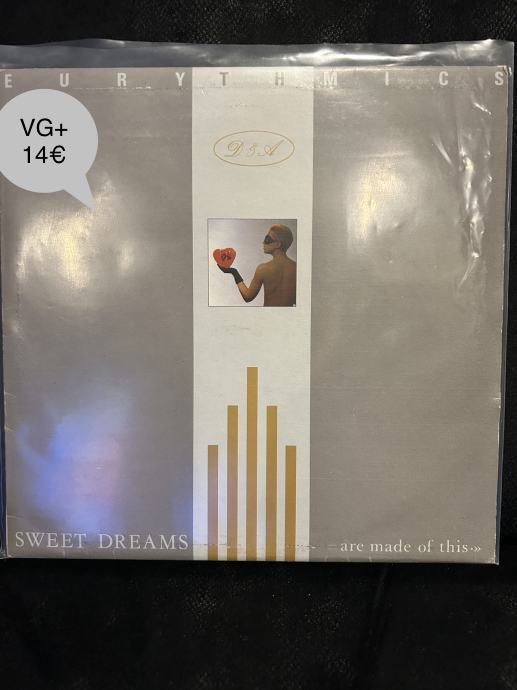 EURYTHMICS
VG+
14€
D & A
SWEET DREAMS — are made of this·»